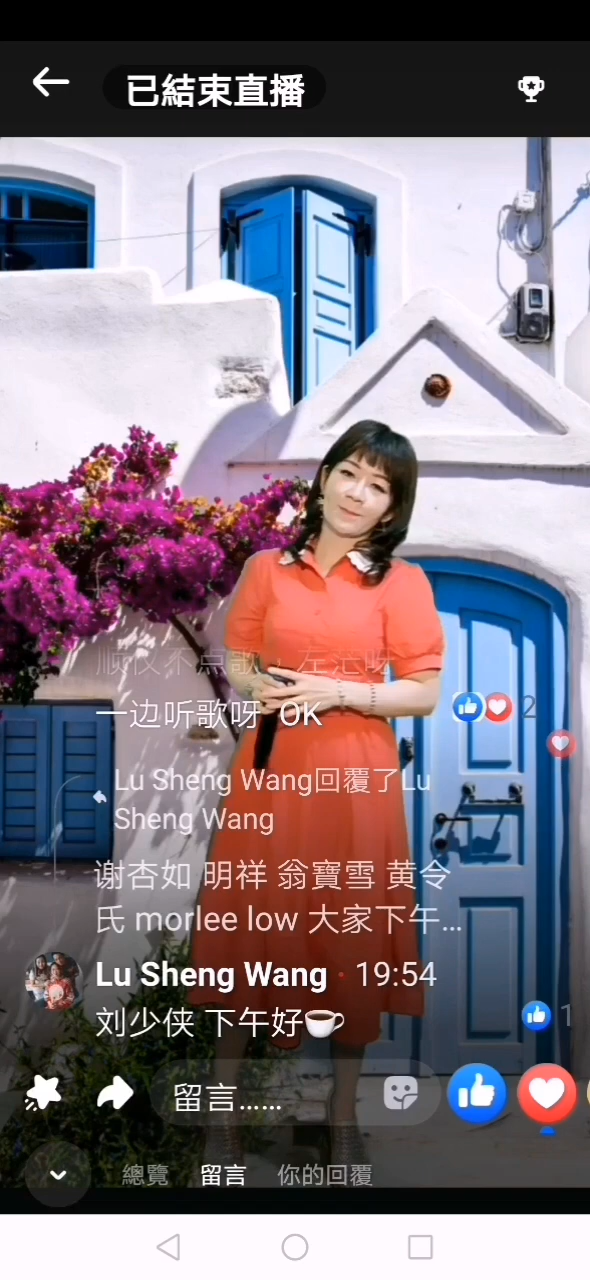 已結束直播
一边听歌呀 OK
2
Lu Sheng Wang回覆了Lu
Sheng Wang
谢杏如 明祥 翁寶雪 黄令
氏 morlee low 大家下午...
Lu Sheng Wang · 19:54
刘少侠 下午好☕
1
留言……
總覽 留言 你的回覆